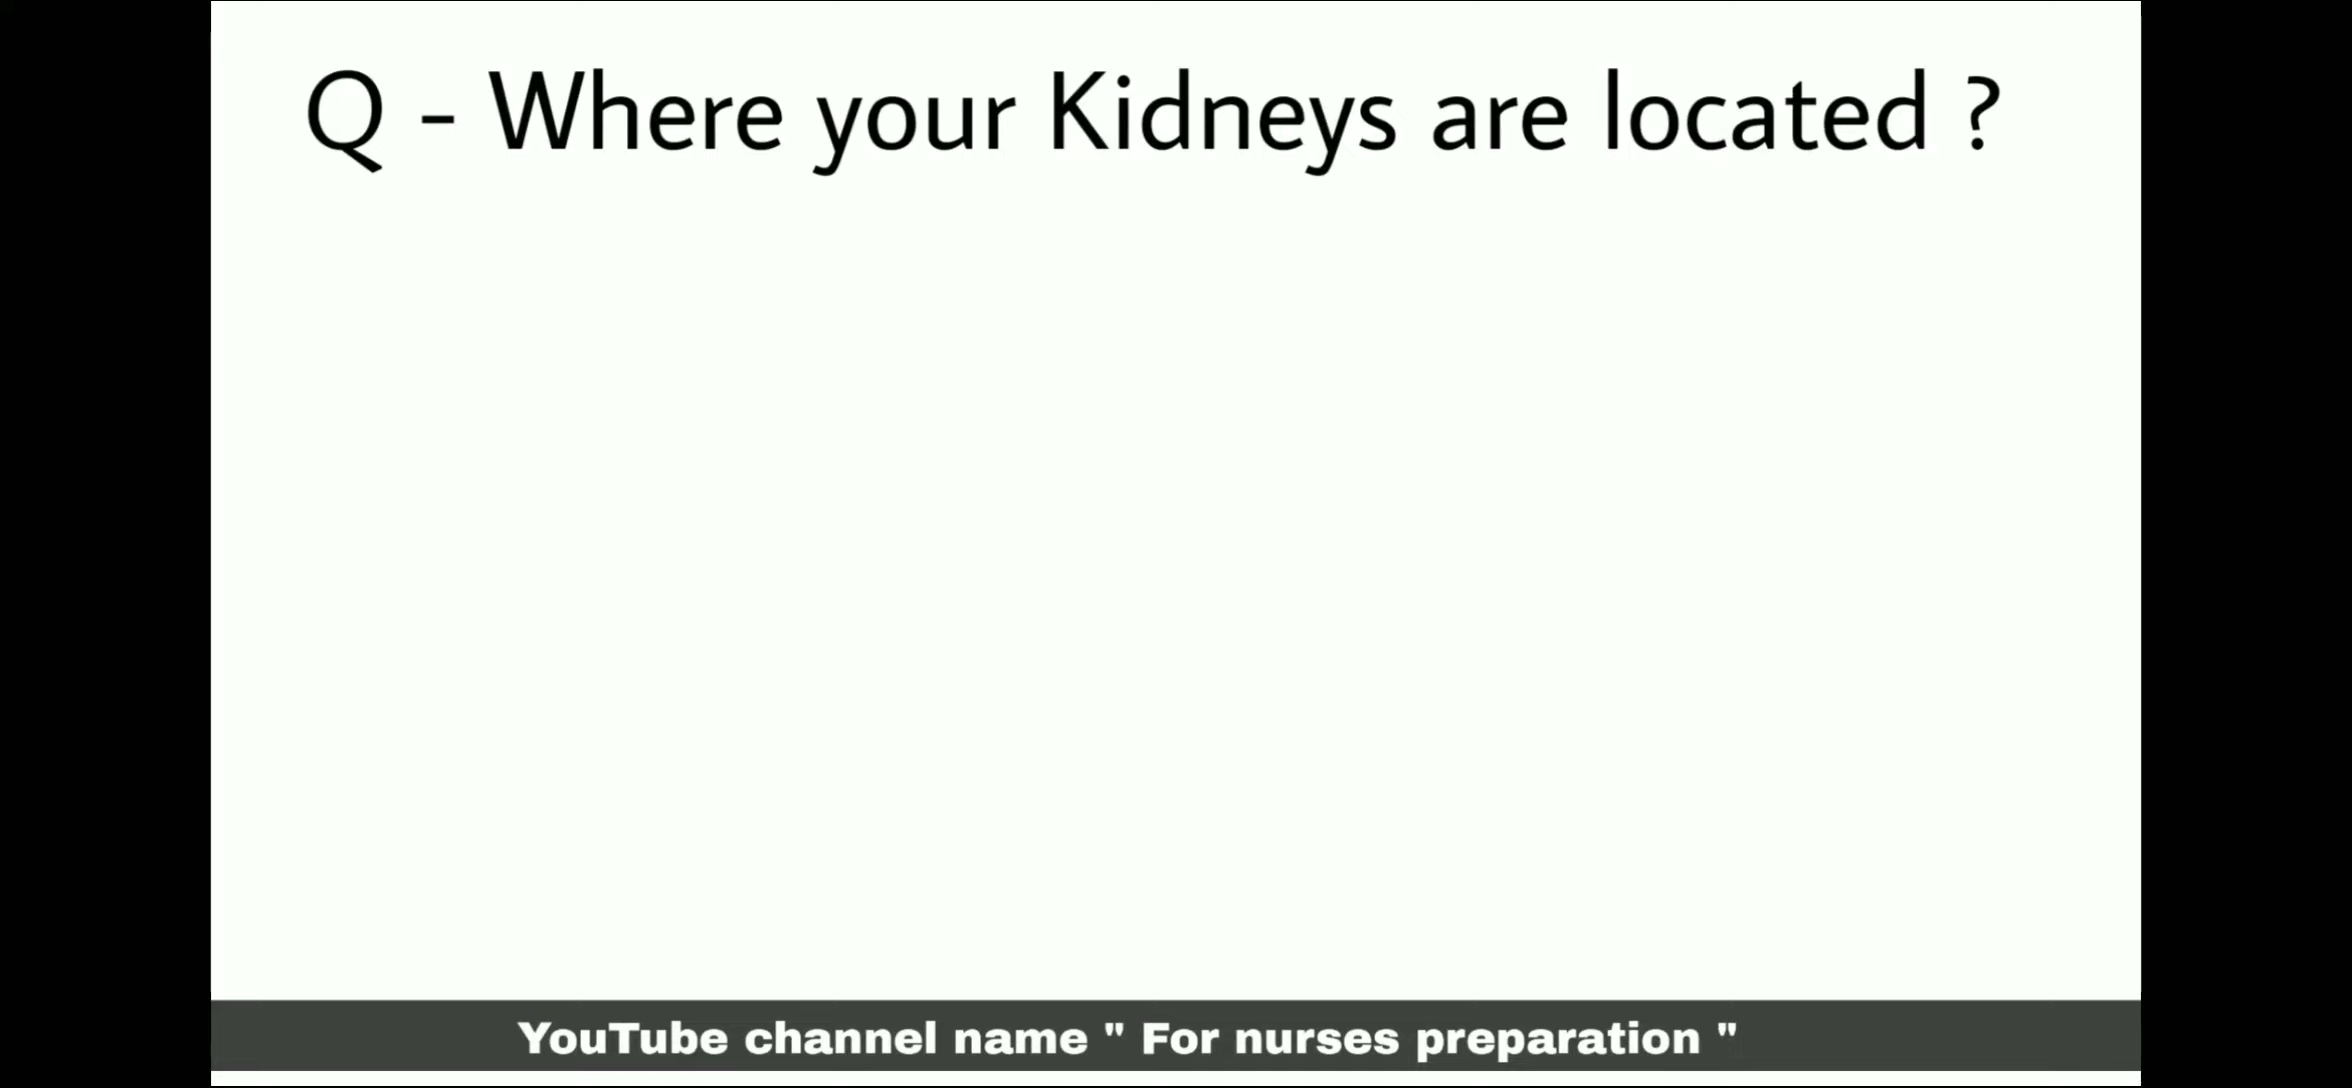 Q - Where your Kidneys are located ?
YouTube channel name " For nurses preparation "